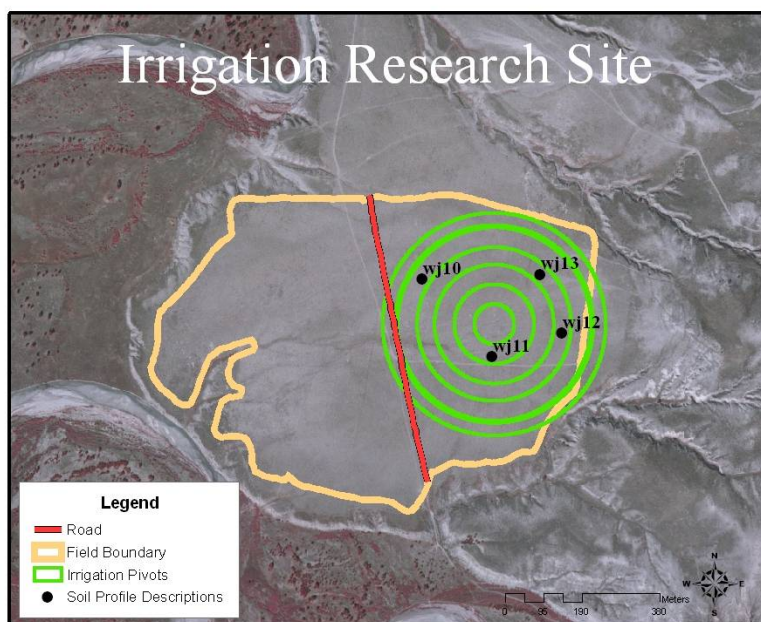 Irrigation Research Site
wj10
wj13
wj12
wj11
Legend
Road
Field Boundary
Irrigation Pivots
Soil Profile Descriptions
N
W E
S
Meters
0 95 190 380